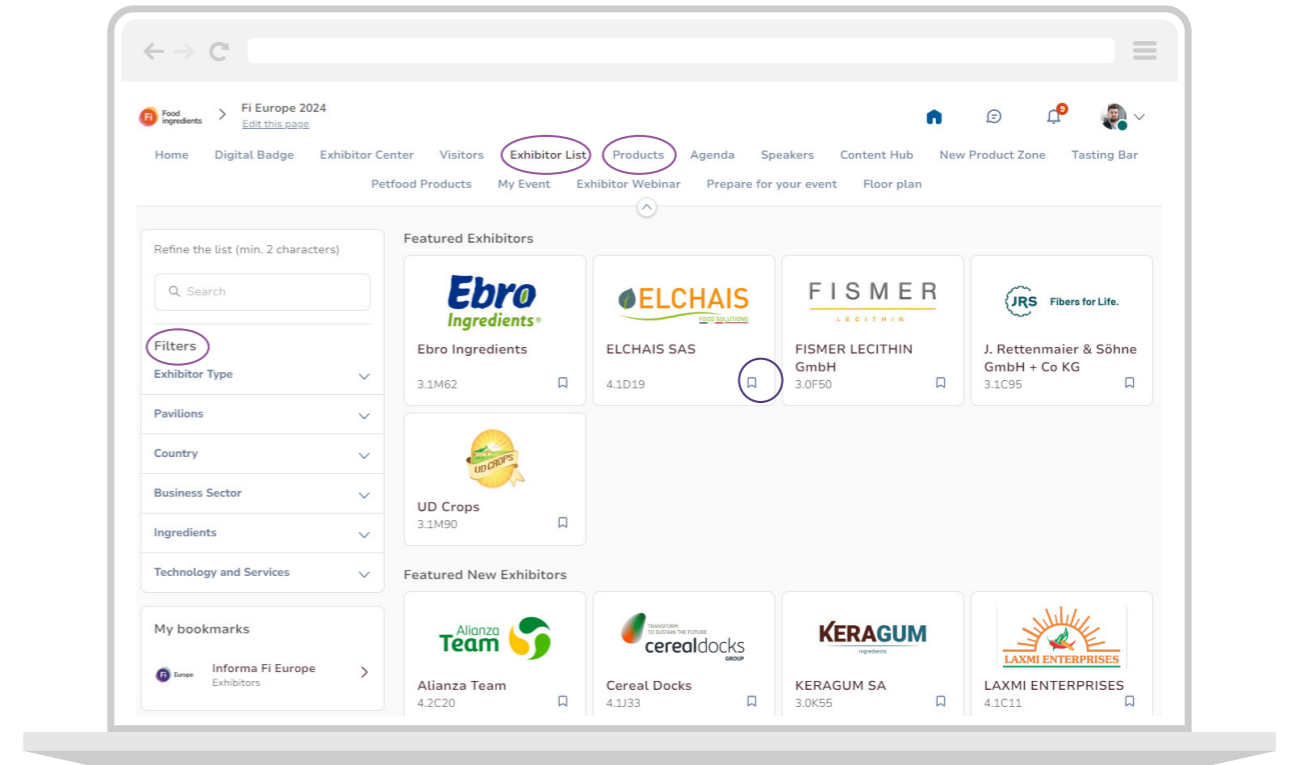 Fi Europe 2024
Fi Food ingredients
Edit this page
9
Home Digital Badge Exhibitor Center Visitors Exhibitor List Products Agenda Speakers Content Hub New Product Zone Tasting Bar
Petfood Products My Event Exhibitor Webinar Prepare for your event Floor plan
Refine the list (min. 2 characters)
Search
Filters
Exhibitor Type
Pavilions
Country
Business Sector
Ingredients
Technology and Services
My bookmarks
Fi Europe
Informa Fi Europe
Exhibitors
Featured Exhibitors
Ebro
Ingredients
Ebro Ingredients
3.1M62
ELCHAIS
FOOD SOLUTIONS
ELCHAIS SAS
4.1D19
FISMER
LECITHIN
FISMER LECITHIN
GmbH
3.0F50
JRS Fibers for Life.
J. Rettenmaier & Söhne
GmbH + Co KG
3.1C95
UD CROPS
UD Crops
3.1M90
Featured New Exhibitors
Alianza
Team
Alianza Team
4.2C20
TRANSFORM
TO SUSTAIN THE FUTURE
cerealdocks
GROUP
Cereal Docks
4.1J33
KERAGUM
Ingredients
KERAGUM SA
3.0K55
LAXMI ENTERPRISES
LAXMI ENTERPRISES
4.1C11